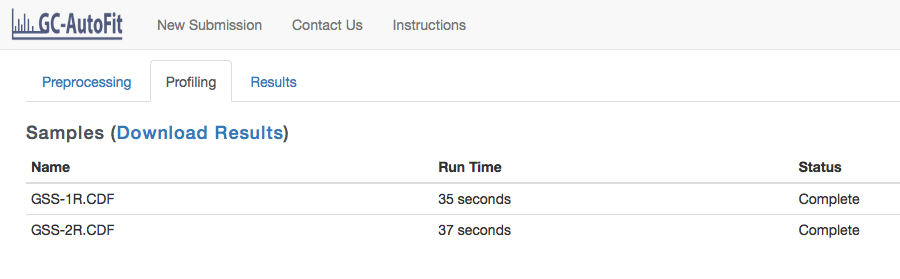 GC-AutoFit New Submission Contact Us Instructions
Preprocessing Profiling Results
Samples (Download Results)
Name Run Time Status
GSS-1R.CDF 35 seconds Complete
GSS-2R.CDF 37 seconds Complete